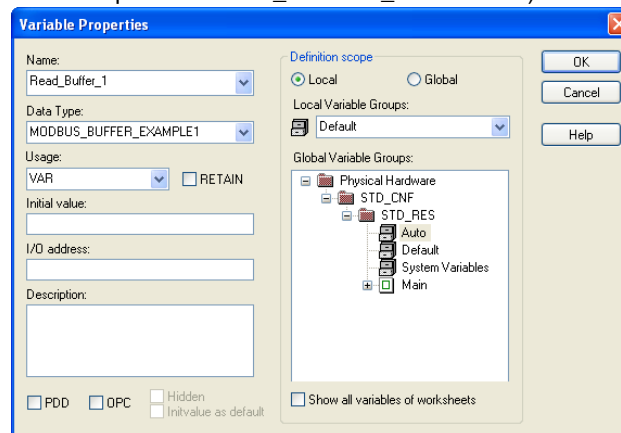 Variable Properties
Name:
Read_Buffer_1
Data Type:
MODBUS_BUFFER_EXAMPLE1
Usage:
VAR
RETAIN
Initial value:
I/O address:
Description:
PDD
OPC
Hidden
Initvalue as default
Definition scope
Local
Global
Local Variable Groups:
Default
Global Variable Groups:
Physical Hardware
STD_CNF
STD_RES
Auto
Default
System Variables
Main
Show all variables of worksheets
OK
Cancel
Help